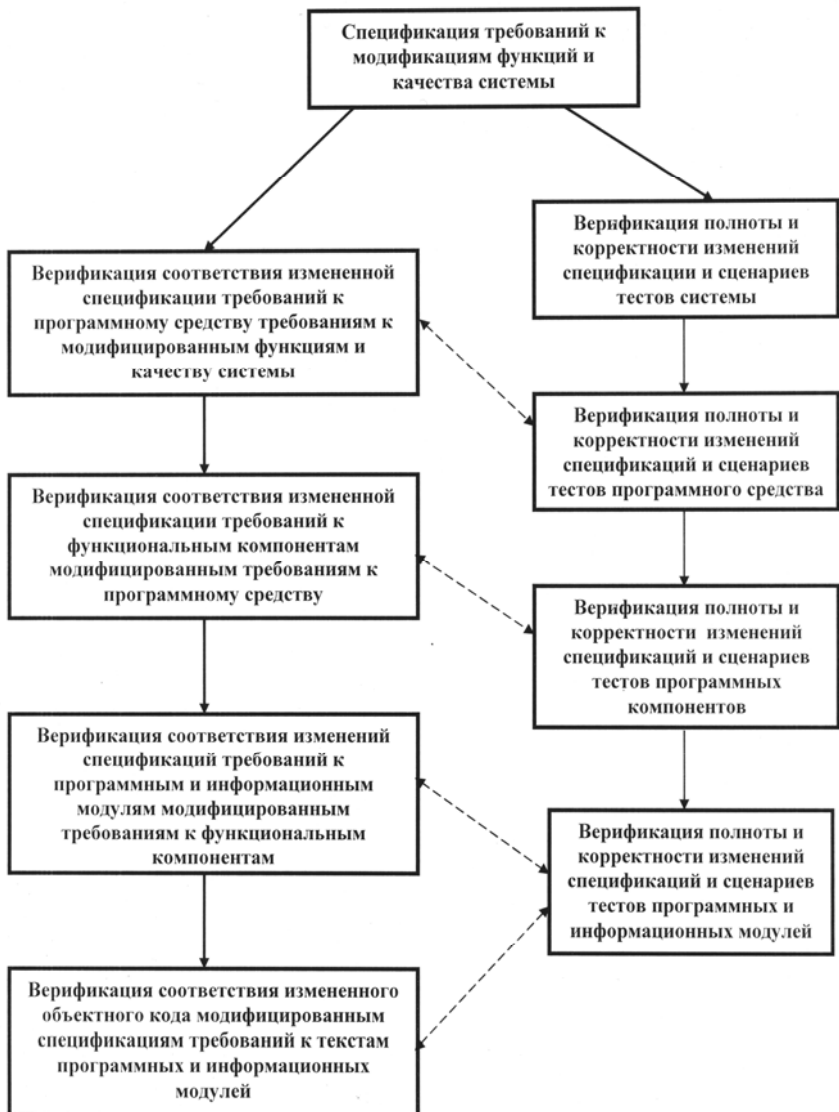 Спецификация требований к
модификациям функций и
качества системы
Верификация соответствия измененной
спецификации требований к
программному средству требованиям к
модифицированным функциям и
качеству системы
Верификация соответствия измененной
спецификации требований к
функциональным компонентам
модифицированным требованиям к
программному средству
Верификация соответствия изменений
спецификаций требований к
программным и информационным
модулям модифицированным
требованиям к функциональным
компонентам
Верификация соответствия измененного
объектного кода модифицированным
спецификациям требований к текстам
программных и информационных
модулей
Верификация полноты и
корректности изменений
спецификации и сценариев
тестов системы
Верификация полноты и
корректности изменений
спецификаций и сценариев
тестов программного средства
Верификация полноты и
корректности изменений
спецификаций и сценариев
тестов программных
компонентов
Верификация полноты и
корректности изменений
спецификаций и сценариев
тестов программных и
информационных модулей